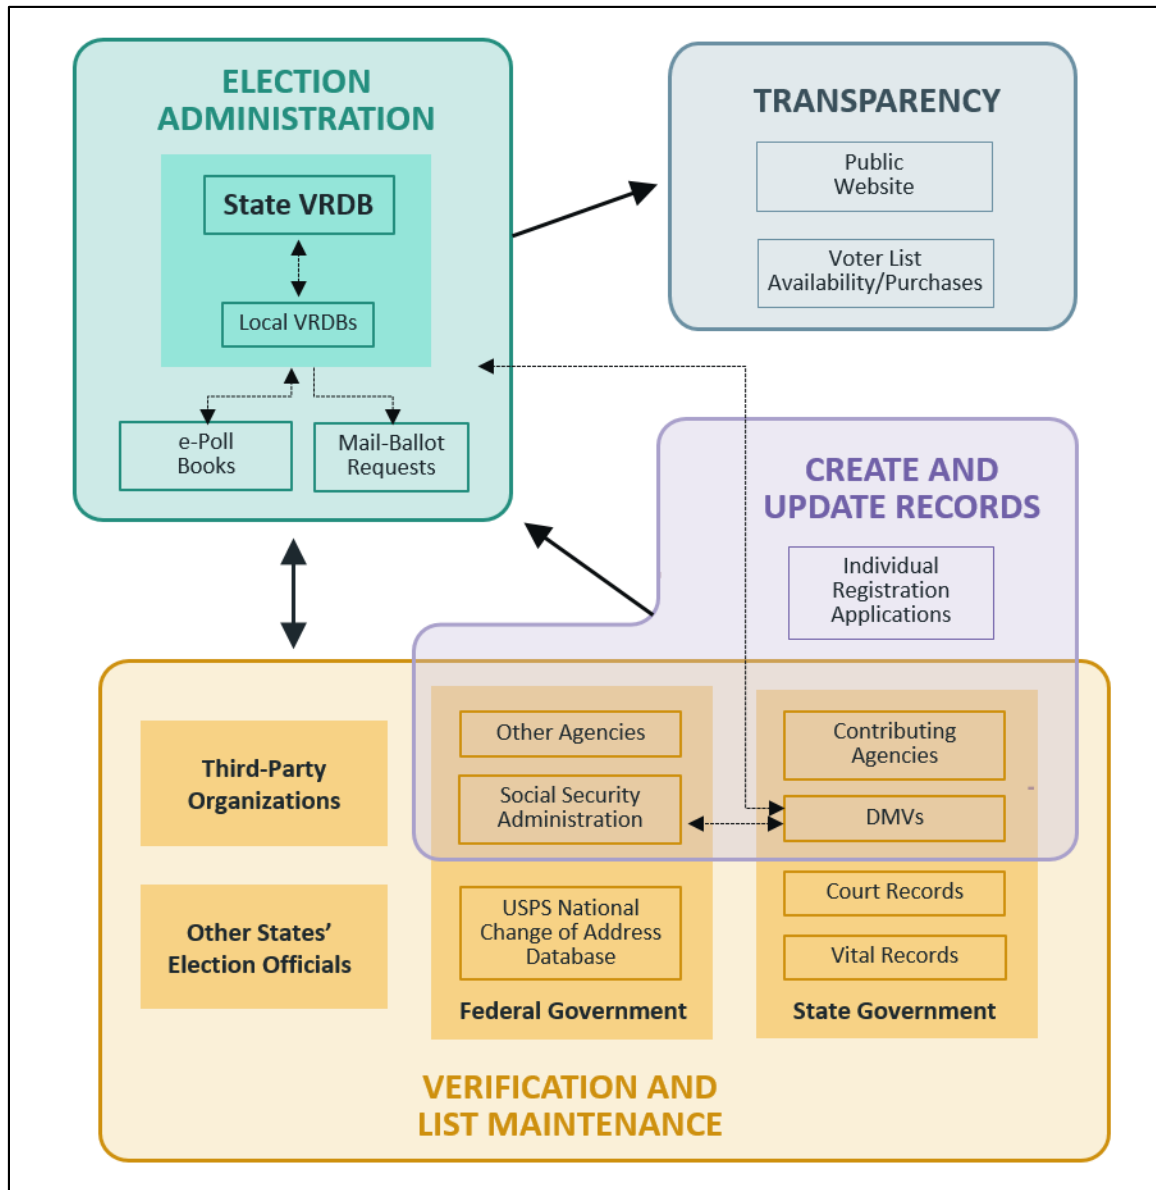 ELECTION
ADMINISTRATION
State VRDB
Local VRDBs
e-Poll
Books
Mail-Ballot
Requests
TRANSPARENCY
Public
Website
Voter List
Availability/Purchases
CREATE AND
UPDATE RECORDS
Individual
Registration
Applications
Third-Party
Organizations
Other States’
Election Officials
Other Agencies
Social Security
Administration
USPS National
Change of Address
Database
Federal Government
Contributing
Agencies
DMVs
Court Records
Vital Records
State Government
VERIFICATION AND
LIST MAINTENANCE